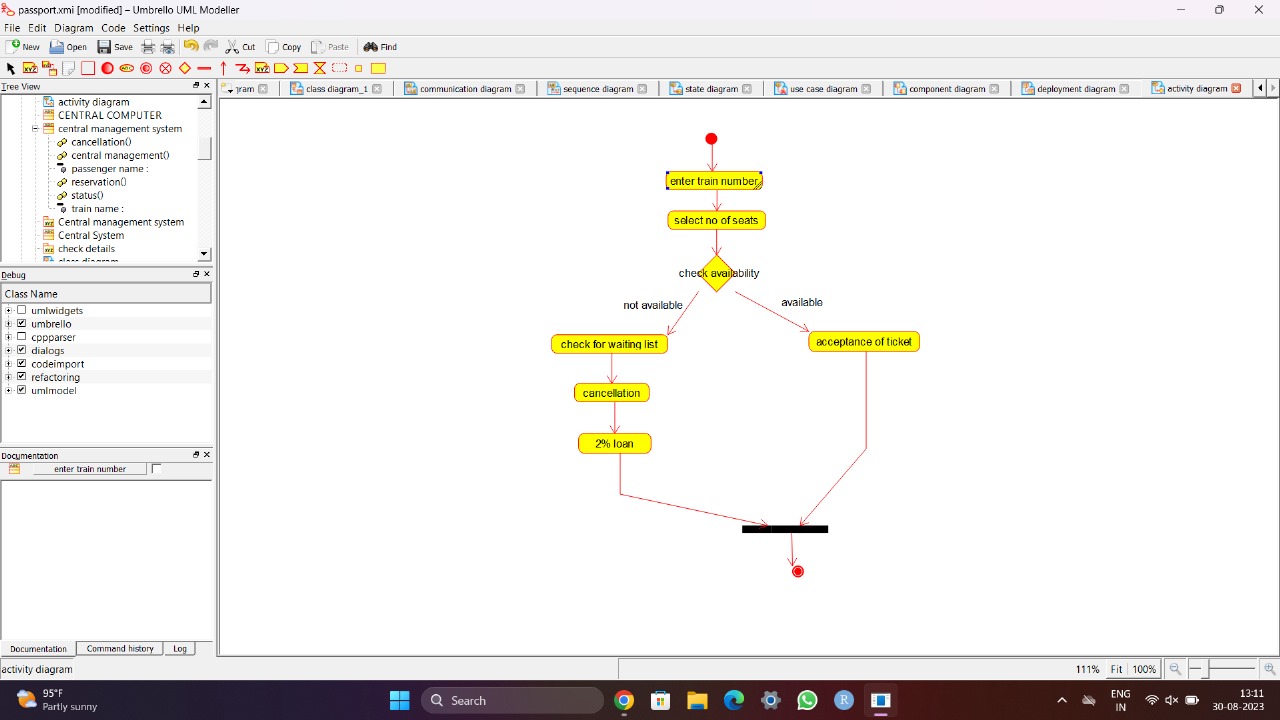 passport.xmi [modified] – Umbrello UML Modeller
File Edit Diagram Code Settings Help
New Open Save Cut Copy Paste Find
Tree View
gram class diagram_1 communication diagram sequence diagram state diagram use case diagram component diagram deployment diagram activity diagram
activity diagram
CENTRAL COMPUTER
central management system
cancellation()
central management()
passenger name :
reservation()
status()
train name :
Central management system
Central System
check details
class diagram
Debug
Class Name
umlwidgets
umbrello
cppparser
dialogs
codeimport
refactoring
umlmodel
Documentation
enter train number
Documentation Command history Log
enter train number
select no of seats
check availability
not available
available
check for waiting list
acceptance of ticket
cancellation
2% loan
activity diagram
111% Fit 100%
95°F
Partly sunny
Search
R
ENG
IN
13:11
30-08-2023